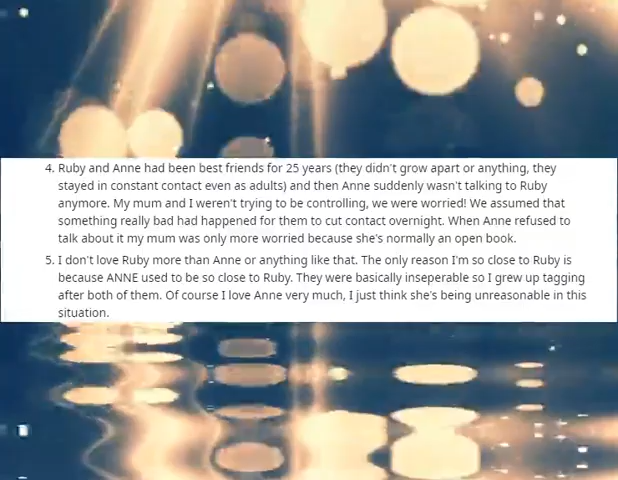 4. Ruby and Anne had been best friends for 25 years (they didn't grow apart or anything, they
stayed in constant contact even as adults) and then Anne suddenly wasn't talking to Ruby
anymore. My mum and I weren't trying to be controlling, we were worried! We assumed that
something really bad had happened for them to cut contact overnight. When Anne refused to
talk about it my mum was only more worried because she's normally an open book.
5. I don't love Ruby more than Anne or anything like that. The only reason I'm so close to Ruby is
because ANNE used to be so close to Ruby. They were basically inseperable so I grew up tagging
after both of them. Of course I love Anne very much, I just think she's being unreasonable in this
situation.